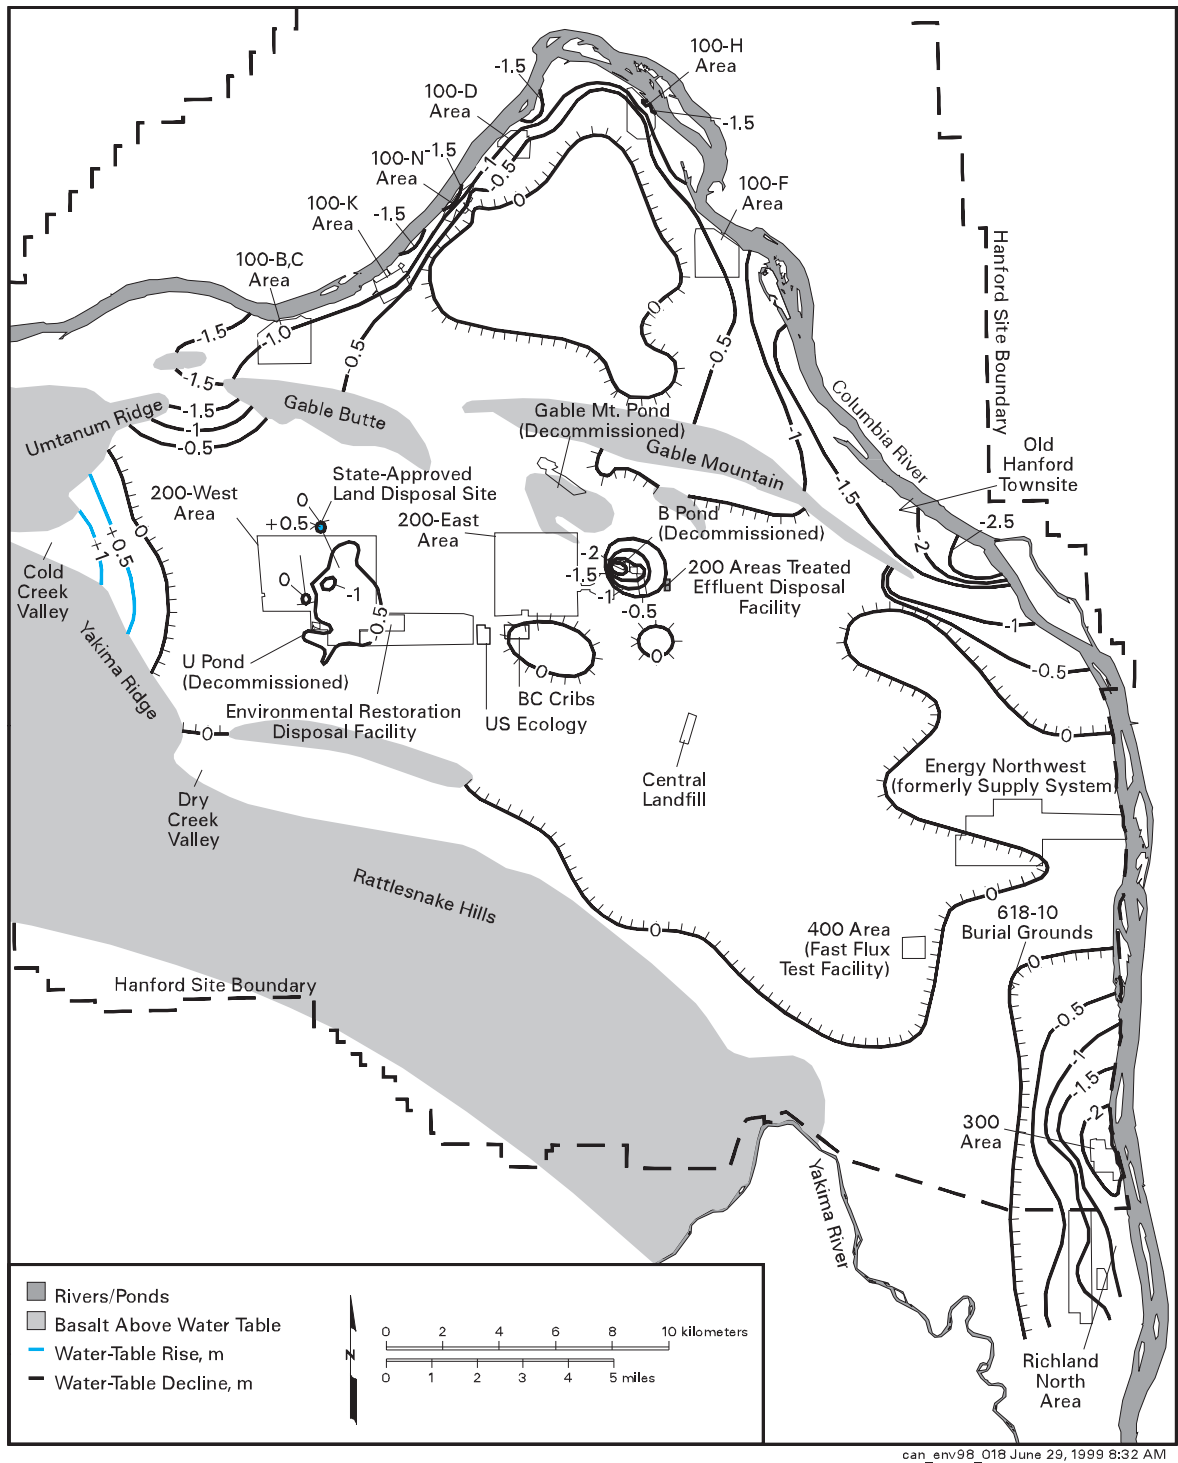 100-H
Area
-1.5
100-D
Area
-1.5
100-N
Area
-1.5
-1
-0.5
0
100-K
Area
-1.5
100-F
Area
100-B,C
Area
Hanford Site Boundary
0
-1.5
-1.0
-0.5
-0.5
-1.5
Umtanum Ridge
-1.5
-1
-0.5
Gable Butte
Columbia River
Gable Mt. Pond
(Decommissioned)
Gable Mountain
-1
-1.5
Old
Hanford
Townsite
State-Approved
Land Disposal Site
200-West
Area
0
+0.5
200-East
Area
B Pond
(Decommissioned)
-2
-2.5
0
+0.5
+1
Cold
Creek
Valley
-2
-1.5
-1
-0.5
200 Areas Treated
Effluent Disposal
Facility
0
-1
-0.5
-1
-0.5
0
Yakima Ridge
U Pond
(Decommissioned)
0
0
BC Cribs
US Ecology
Environmental Restoration
Disposal Facility
0
Central
Landfill
Energy Northwest
(formerly Supply System)
Dry
Creek
Valley
Rattlesnake Hills
0
0
400 Area
(Fast Flux
Test Facility)
618-10
Burial Grounds
0
-0.5
-1
-1.5
-2
Hanford Site Boundary
300
Area
Yakima River
Richland
North
Area
Rivers/Ponds
Basalt Above Water Table
Water-Table Rise, m
Water-Table Decline, m
N
0 2 4 6 8 10 kilometers
0 1 2 3 4 5 miles
can_env98_018 June 29, 1999 8:32 AM